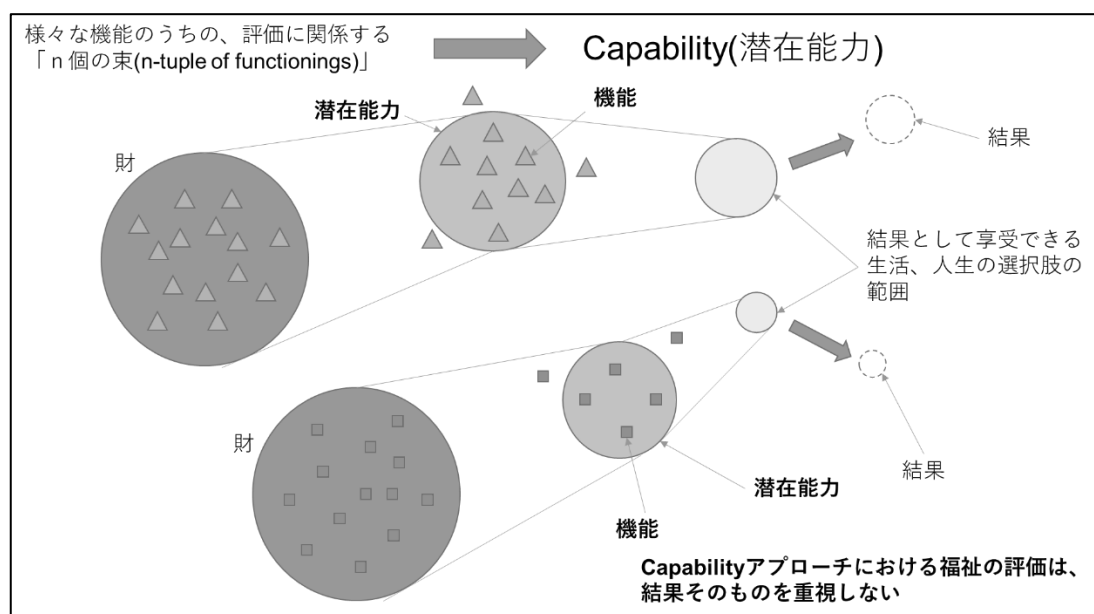 様々な機能のうちの、評価に関係する
「n 個の束(n-tuple of functionings)」
Capability(潜在能力)
潜在能力
機能
財
結果
結果として享受できる
生活、人生の選択肢の
範囲
財
結果
潜在能力
機能
Capabilityアプローチにおける福祉の評価は、
結果そのものを重視しない